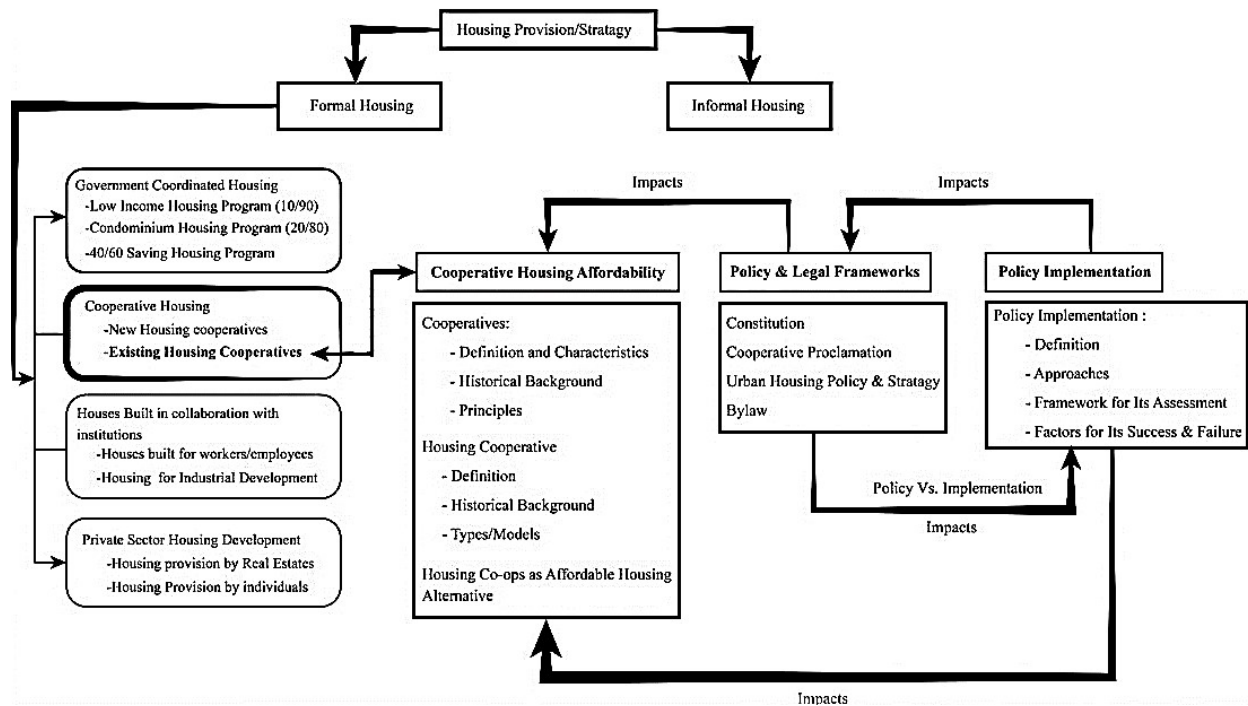 Housing Provision/Stratagy
Formal Housing
Informal Housing
Government Coordinated Housing
-Low Income Housing Program (10/90)
-Condominium Housing Program (20/80)
-40/60 Saving Housing Program
Cooperative Housing
-New Housing cooperatives
-Existing Housing Cooperatives
Houses Built in collaboration with
institutions
-Houses built for workers/employees
-Housing for Industrial Development
Private Sector Housing Development
-Housing provision by Real Estates
-Housing Provision by individuals
Impacts
Impacts
Cooperative Housing Affordability
Policy & Legal Frameworks
Policy Implementation
Cooperatives:
- Definition and Characteristics
- Historical Background
- Principles
Housing Cooperative
- Definition
- Historical Background
- Types/Models
Housing Co-ops as Affordable Housing
Alternative
Constitution
Cooperative Proclamation
Urban Housing Policy & Stratagy
Bylaw
Policy Implementation :
- Definition
- Approaches
- Framework for Its Assessment
- Factors for Its Success & Failure
Policy Vs. Implementation
Impacts
Impacts